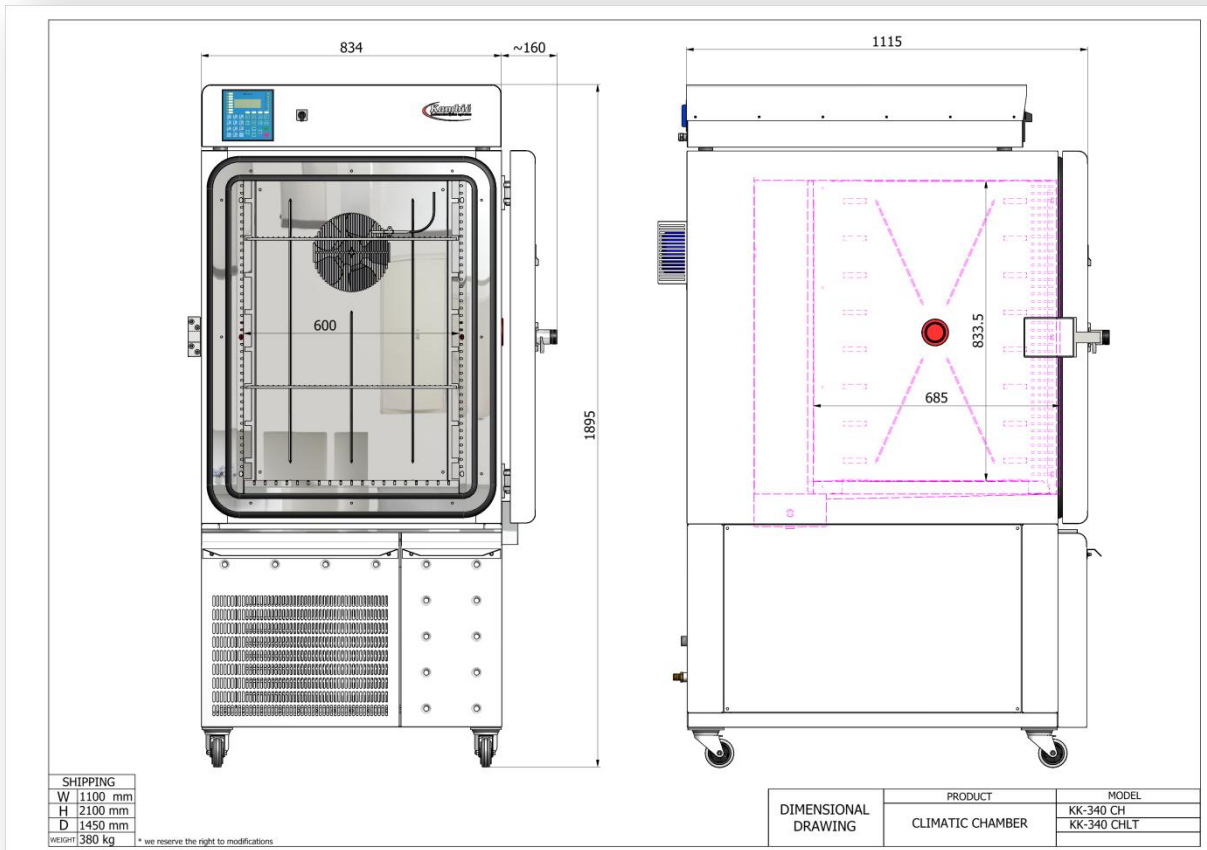 834
~160
1115
Kambič
600
1895
833.5
685
SHIPPING
W 1100 mm
H 2100 mm
D 1450 mm
WEIGHT 380 kg
* we reserve the right to modifications
DIMENSIONAL
DRAWING
PRODUCT
CLIMATIC CHAMBER
MODEL
KK-340 CH
KK-340 CHLT